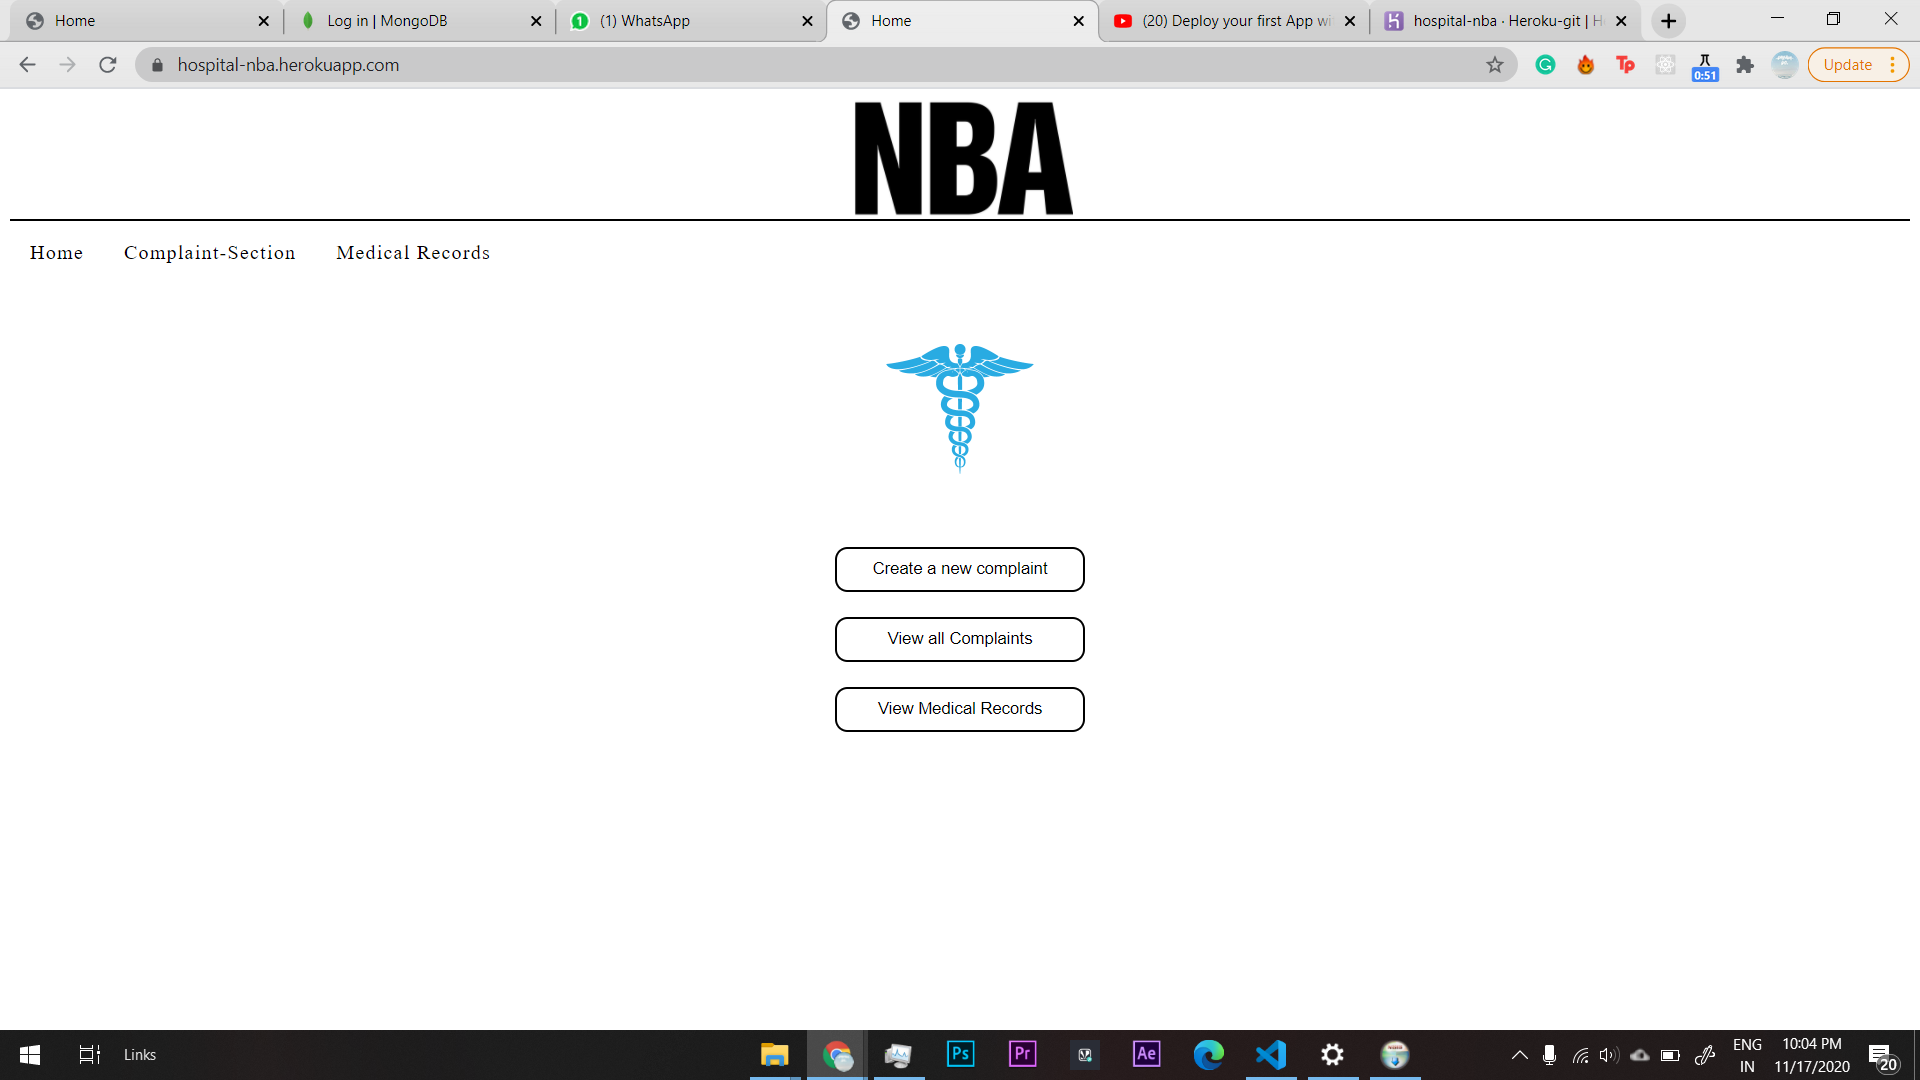 Home
Log in | MongoDB
(1) WhatsApp
Home
(20) Deploy your first App wi
hospital-nba · Heroku-git | H
hospital-nba.herokuapp.com
Tp
0:51
Update
NBA
Home Complaint-Section Medical Records
Create a new complaint
View all Complaints
View Medical Records
Links
Ps
Pr
Ae
ENG
IN
10:04 PM
11/17/2020
20